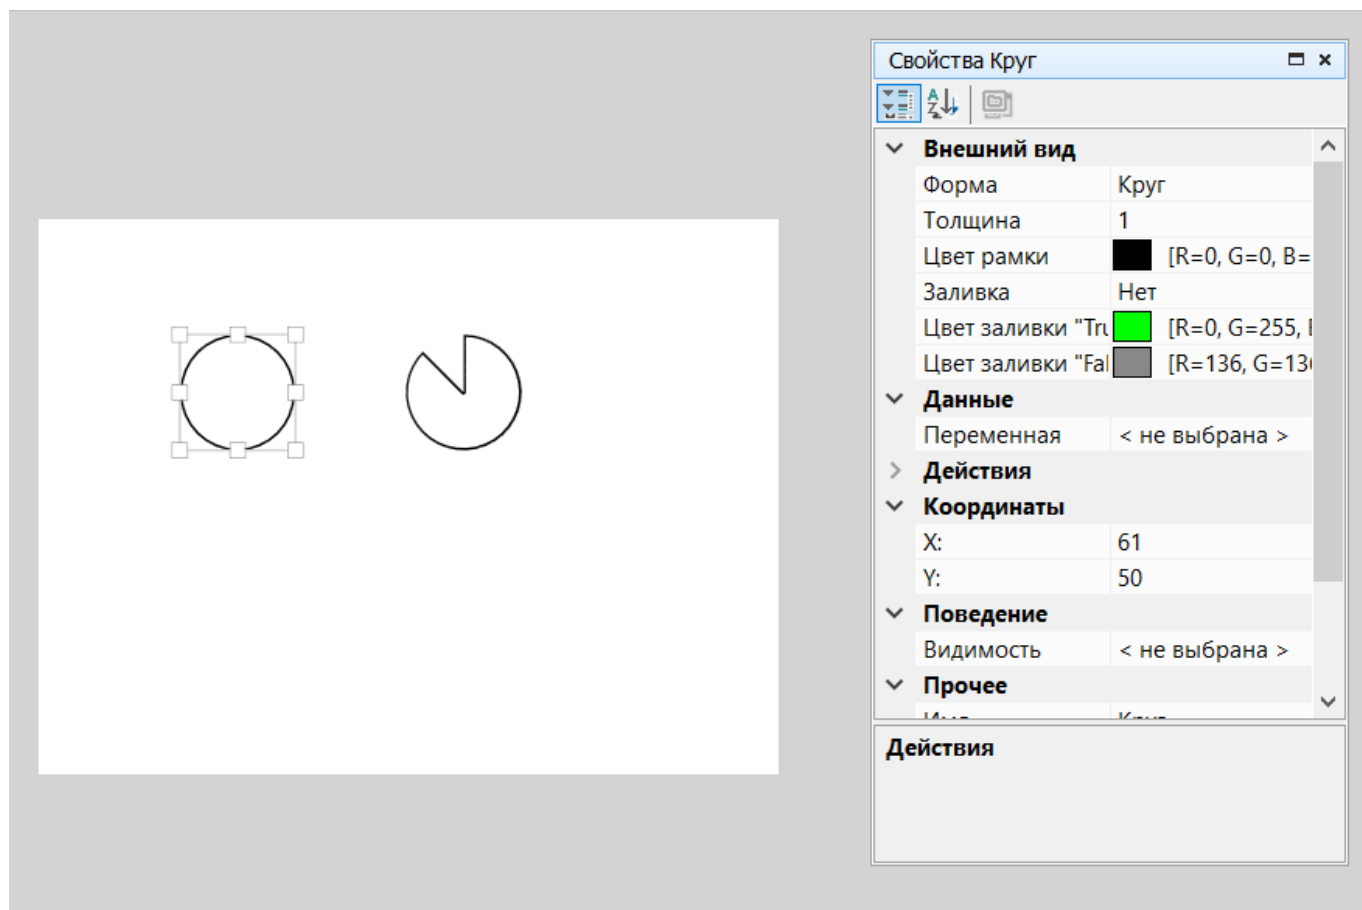 Свойства Круг
Внешний вид
Форма Круг
Толщина 1
Цвет рамки [R=0, G=0, B=
Заливка Нет
Цвет заливки "Tru [R=0, G=255,
Цвет заливки "Fal [R=136, G=13
Данные
Переменная < не выбрана >
Действия
Координаты
X: 61
Y: 50
Поведение
Видимость < не выбрана >
Прочее
Действия